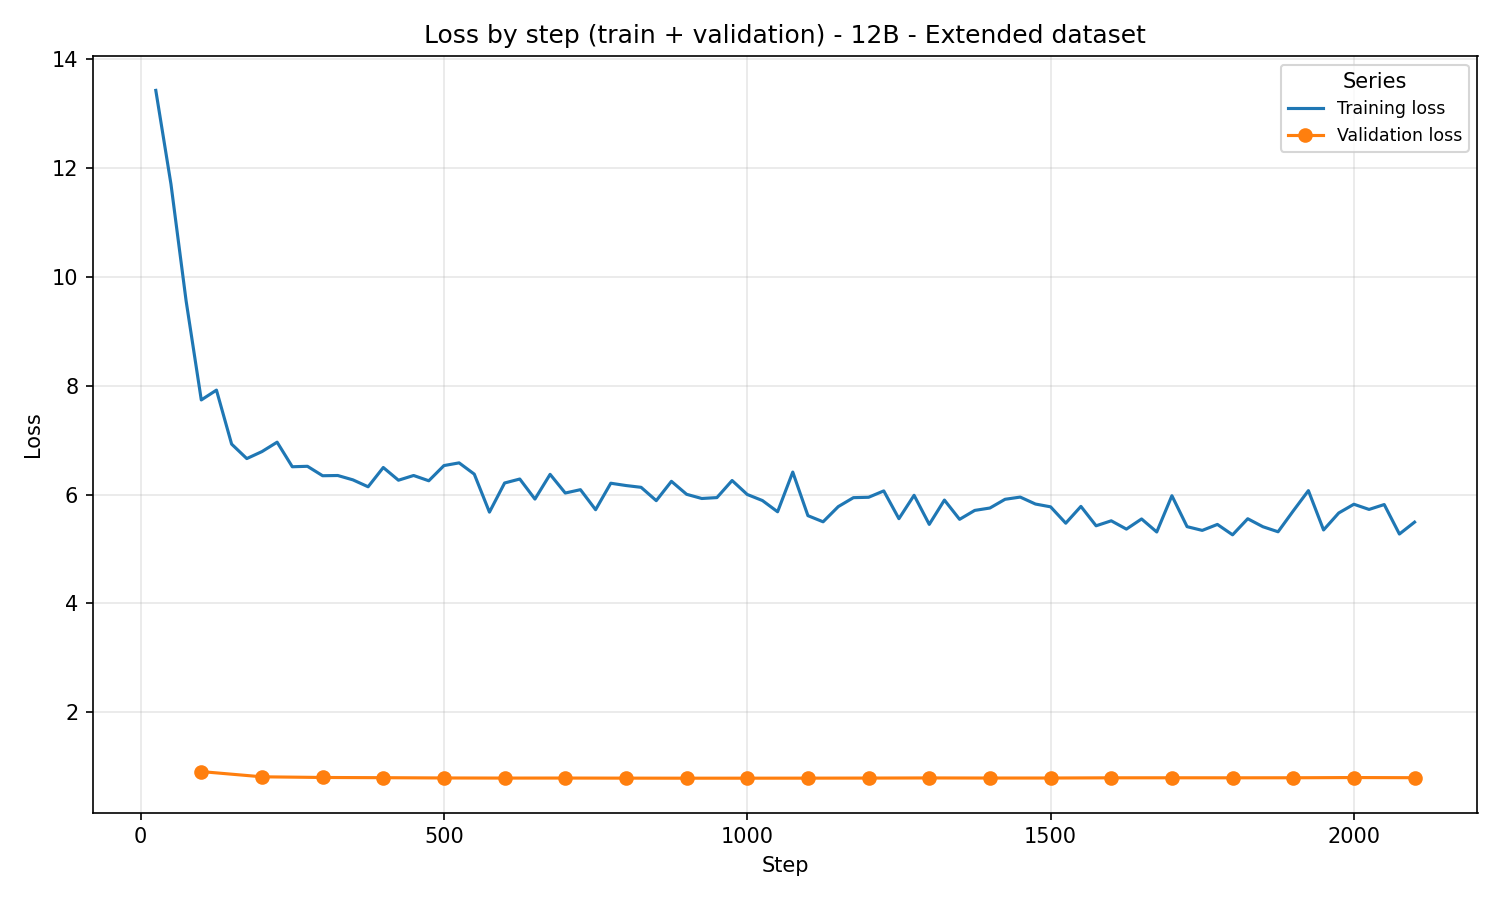 Loss by step (train + validation) - 12B - Extended dataset
Series
Training loss
Validation loss
Loss
14
12
10
8
6
4
2
0
500
1000
1500
2000
Step